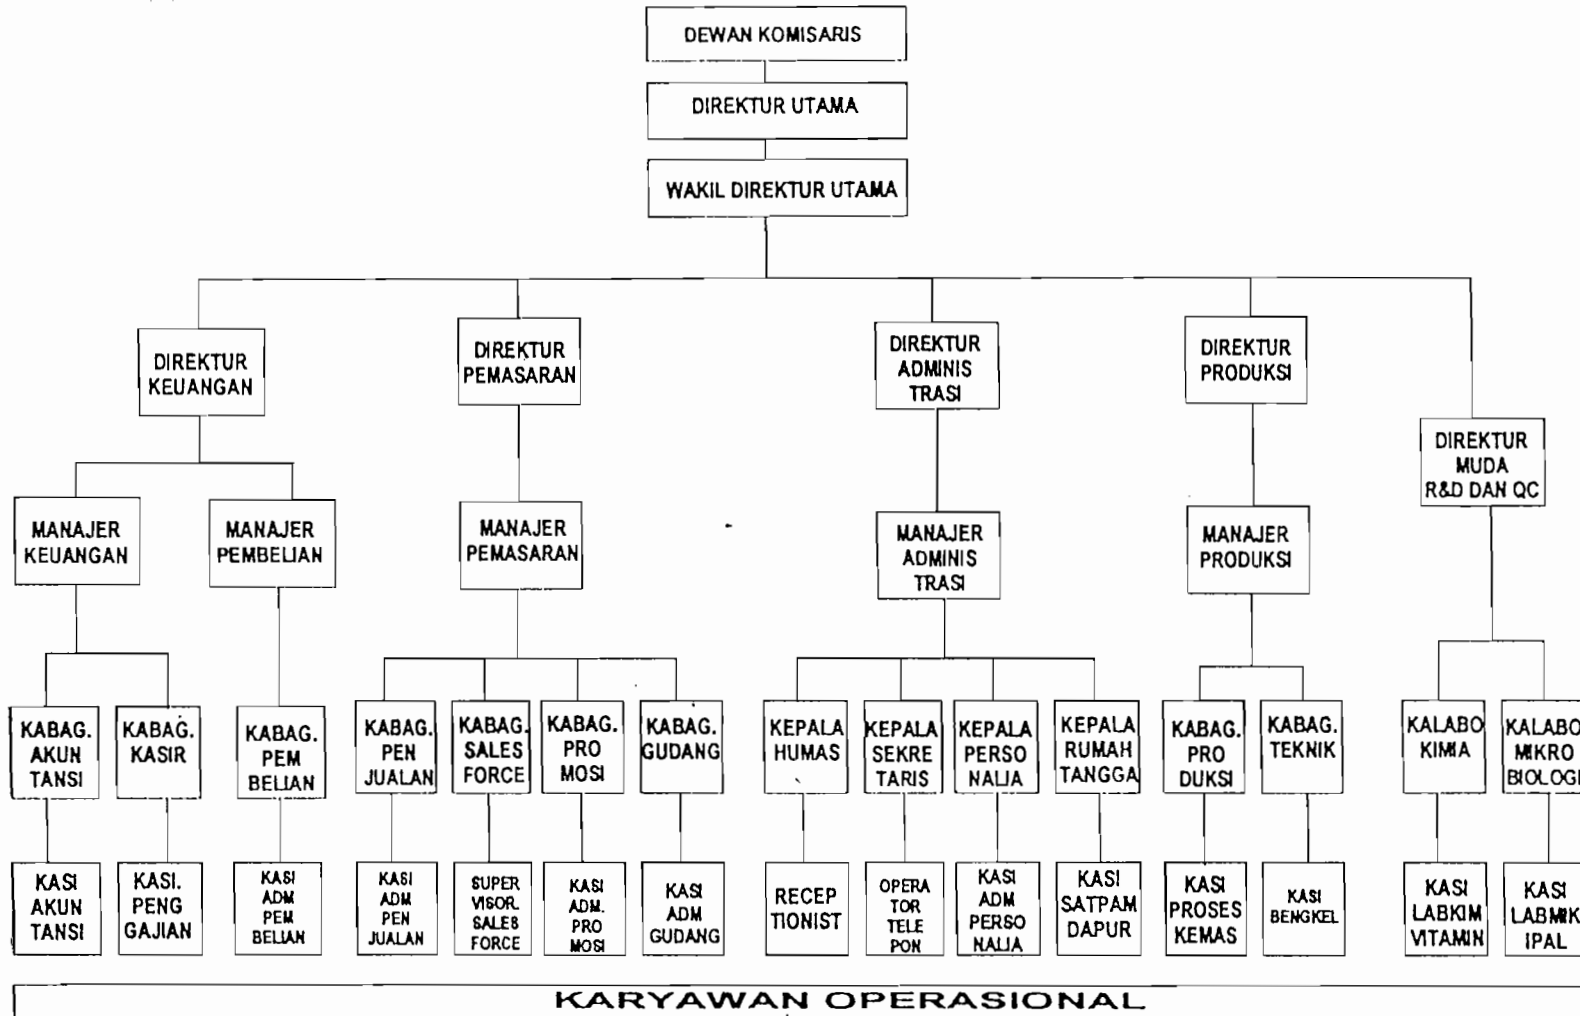 DEWAN KOMISARIS
DIREKTUR UTAMA
WAKIL DIREKTUR UTAMA
DIREKTUR
KEUANGAN
DIREKTUR
PEMASARAN
DIREKTUR
ADMINIS
TRASI
DIREKTUR
PRODUKSI
DIREKTUR
MUDA
R&D DAN QC
MANAJER
KEUANGAN
MANAJER
PEMBELIAN
MANAJER
PEMASARAN
MANAJER
ADMINIS
TRASI
MANAJER
PRODUKSI
KABAG.
AKUN
TANSI
KABAG.
KASIR
KABAG.
PEM
BELIAN
KABAG.
PEN
JUALAN
KABAG.
SALES
FORCE
KABAG.
PRO
MOSI
KABAG.
GUDANG
KEPALA
HUMAS
KEPALA
SEKRE
TARIS
KEPALA
PERSO
NALIA
KEPALA
RUMAH
TANGGA
KABAG.
PRO
DUKSI
KABAG.
TEKNIK
KALABO
KIMIA
KALABO
MIKRO
BIOLOGI
KASI
AKUN
TANSI
KASI.
PENG
GAJIAN
KASI
ADM
PEM
BELIAN
KASI
ADM
PEN
JUALAN
SUPER
VISOR.
SALES
FORCE
KASI
ADM.
PRO
MOSI
KASI
ADM
GUDANG
RECEP
TIONIST
OPERA
TOR
TELE
PON
KASI
ADM
PERSO
NALIA
KASI
SATPAM
DAPUR
KASI
PROSES
KEMAS
KASI
BENGKEL
KASI
LABKIM
VITAMIN
KASI
LABMIK
IPAL
KARYAWAN OPERASIONAL